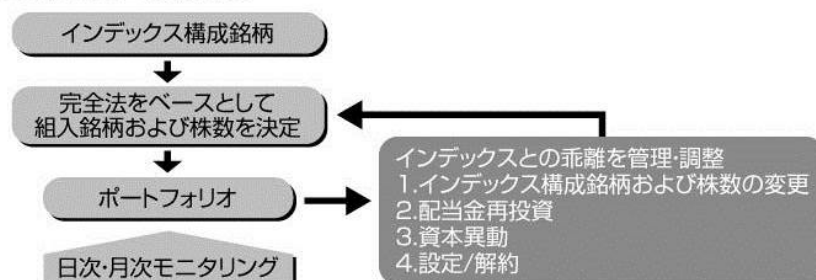 インデックス構成銘柄
完全法をベースとして
組入銘柄および株数を決定
ポートフォリオ
日次・月次モニタリング
インデックスとの乖離を管理・調整
1.インデックス構成銘柄および株数の変更
2.配当金再投資
3.資本異動
4.設定/解約